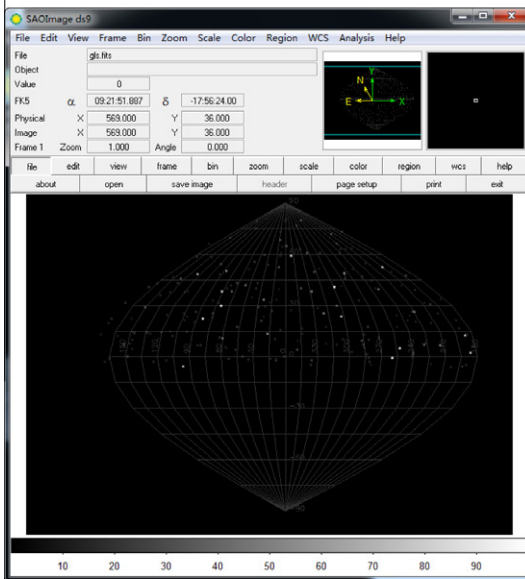 SAOImage ds9
File Edit View Frame Bin Zoom Scale Color Region WCS Analysis Help
File gls.fits
Object
Value 0
FK5 α 09:21:51.887 δ -17:56:24.00
Physical X 569.000 Y 36.000
Image X 569.000 Y 36.000
Frame 1 Zoom 1.000 Angle 0.000
N Y E X
file edit view frame bin zoom scale color region wcs help
about open save image header page setup print exit
90
-30
-90
10 20 30 40 50 60 70 80 90